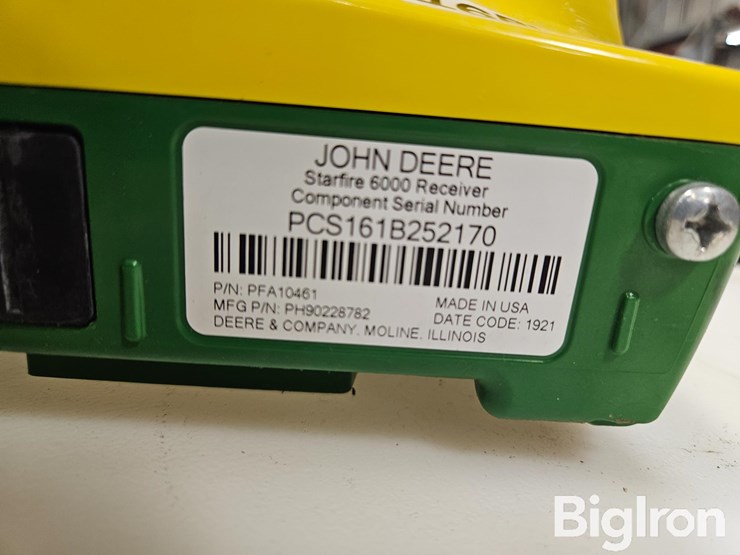 JOHN DEERE
Starfire 6000 Receiver
Component Serial Number
PCS161B252170
P/N: PFA10461
MFG P/N: PH90228782
MADE IN USA
DATE CODE: 1921
DEERE & COMPANY. MOLINE. ILLINOIS
BigIron